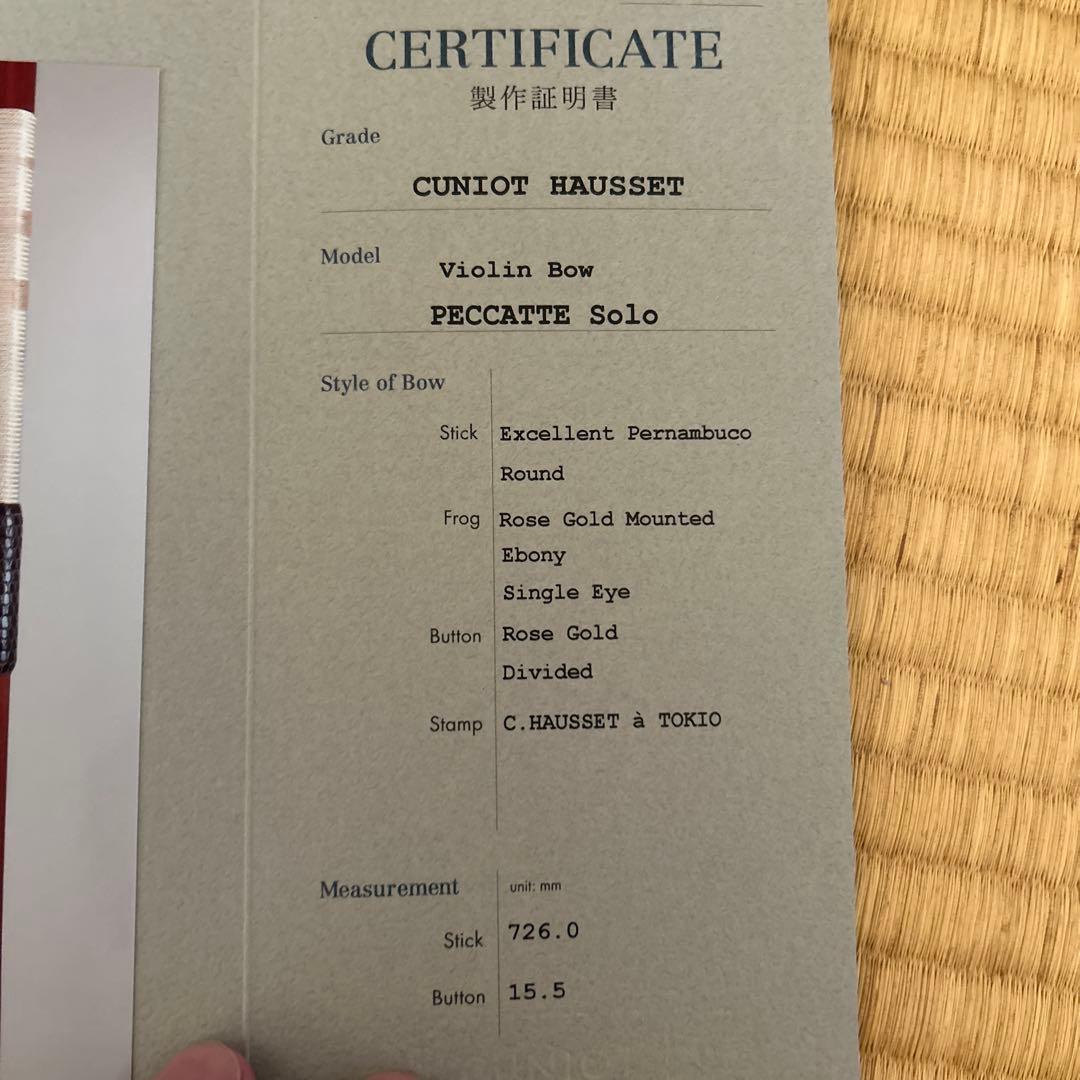 CERTIFICATE
製作証明書
Grade
CUNIOT HAUSSET
Model
Violin Bow
PECCATTE Solo
Style of Bow
Stick Excellent Pernambuco
Round
Frog Rose Gold Mounted
Ebony
Single Eye
Button Rose Gold
Divided
Stamp C.HAUSSET à TOKIO
Measurement unit: mm
Stick 726.0
Button 15.5